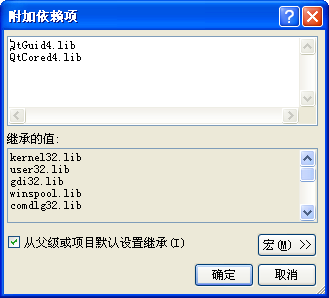 附加依赖项
QtGuid4.lib
QtCored4.lib
继承的值:
kernel32.lib
user32.lib
gdi32.lib
winspool.lib
comdlg32.lib
从父级或项目默认设置继承(I)
宏(M) >>
确定
取消